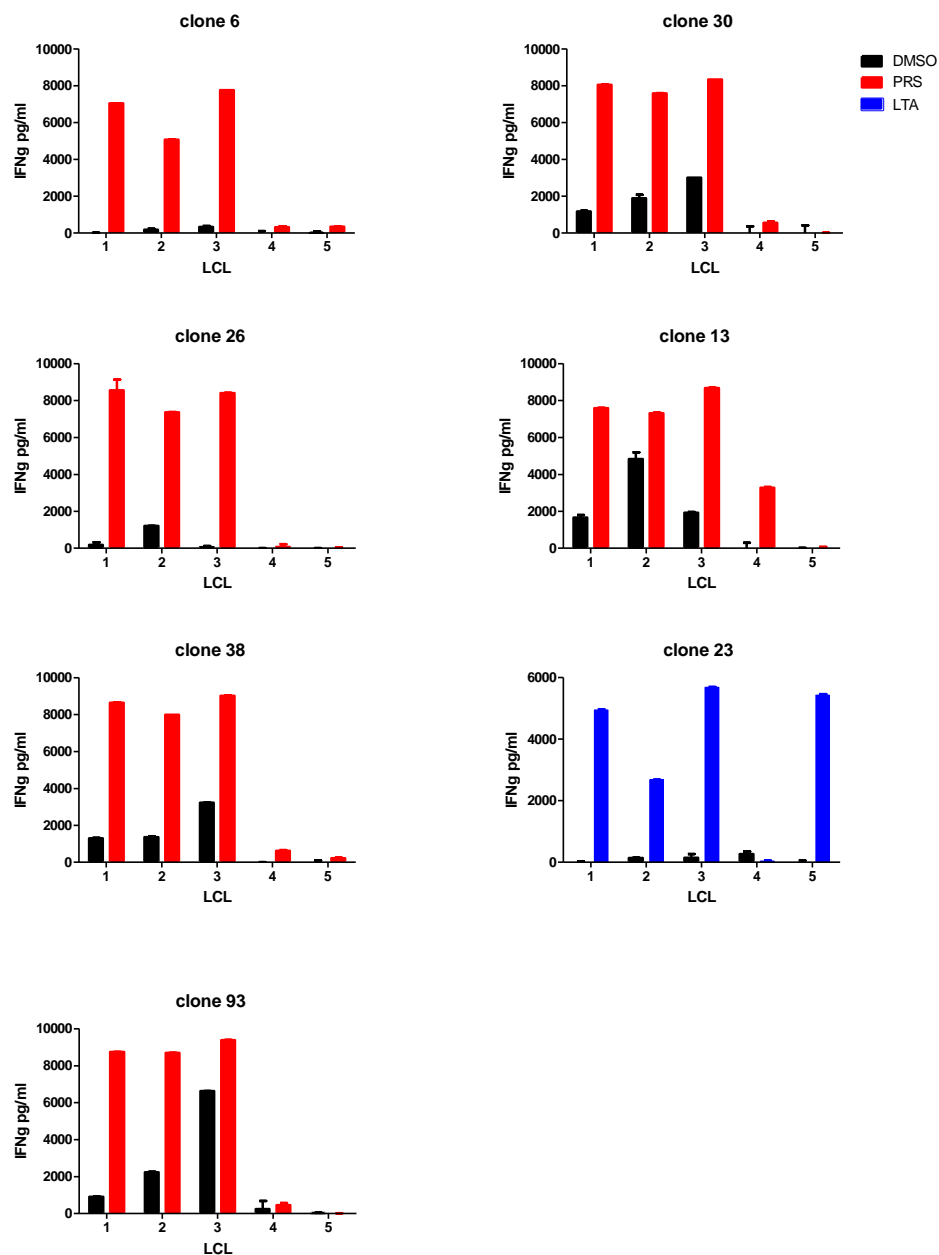 clone 6
10000
8000
6000
4000
2000
0
IFNg pg/ml
1 2 3 4 5
LCL
clone 30
10000
8000
6000
4000
2000
0
IFNg pg/ml
1 2 3 4 5
LCL
DMSO
PRS
LTA
clone 26
10000
8000
6000
4000
2000
0
IFNg pg/ml
1 2 3 4 5
LCL
clone 13
10000
8000
6000
4000
2000
0
IFNg pg/ml
1 2 3 4 5
LCL
clone 38
10000
8000
6000
4000
2000
0
IFNg pg/ml
1 2 3 4 5
LCL
clone 23
6000
4000
2000
0
IFNg pg/ml
1 2 3 4 5
LCL
clone 93
10000
8000
6000
4000
2000
0
IFNg pg/ml
1 2 3 4 5
LCL